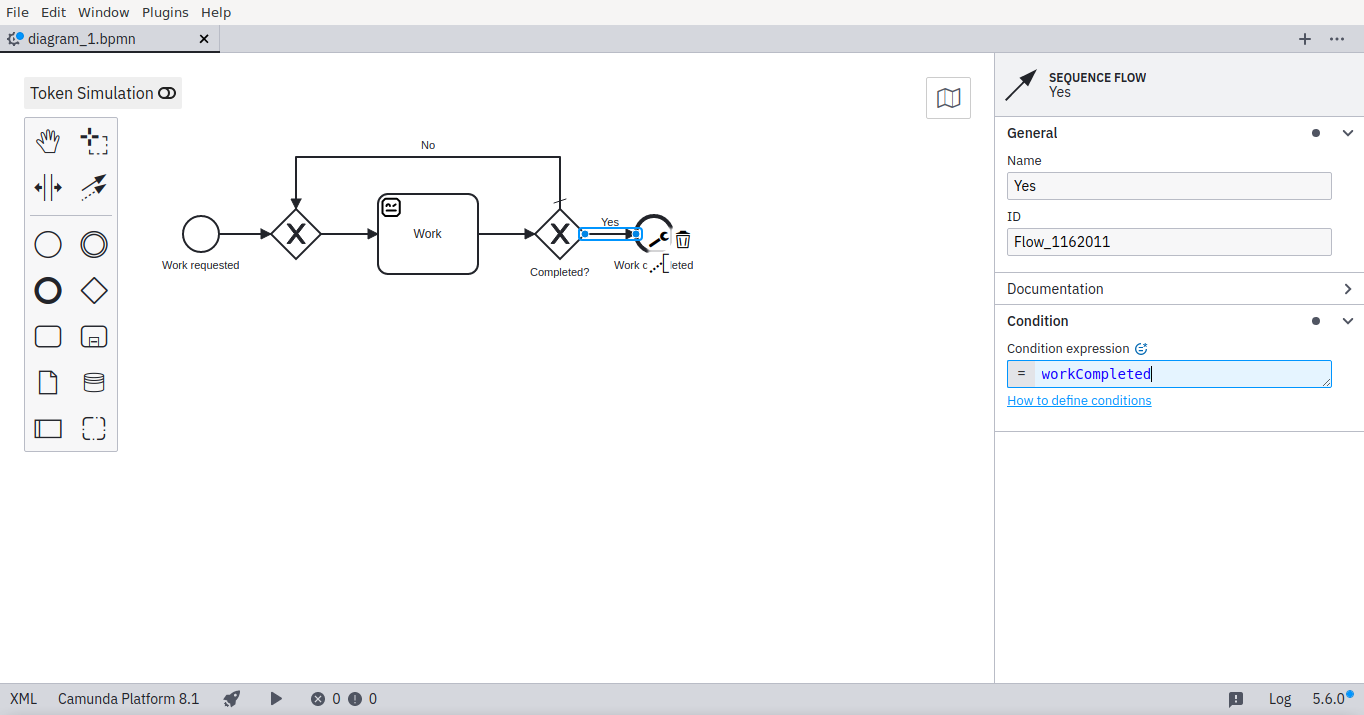 File Edit Window Plugins Help
diagram_1.bpmn
Token Simulation
SEQUENCE FLOW
Yes
General
Name
Yes
ID
Flow_1162011
Documentation
Condition
Condition expression
= workCompleted
How to define conditions
No
Work
Yes
Work requested
Completed?
Work c eted
XML Camunda Platform 8.1 0 0 Log 5.6.0